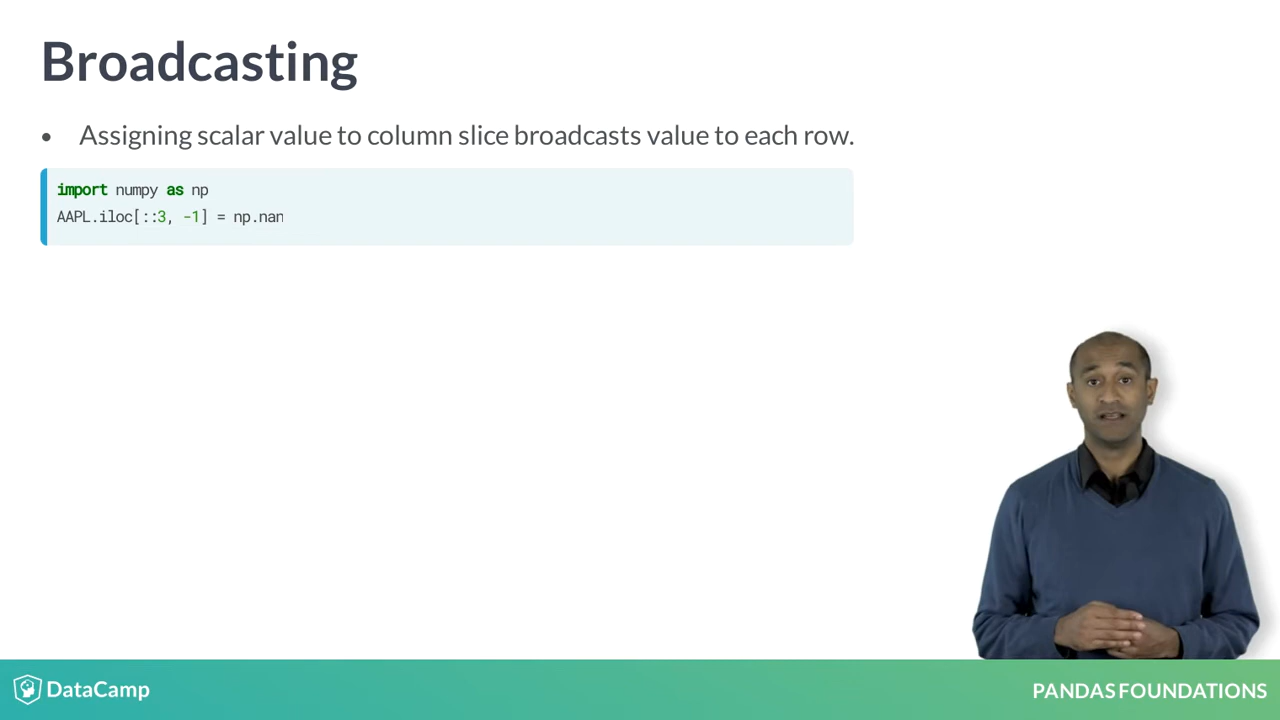 Broadcasting
• Assigning scalar value to column slice broadcasts value to each row.
import numpy as np
AAPL.iloc[::3, -1] = np.nan
DataCamp
PANDAS FOUNDATIONS